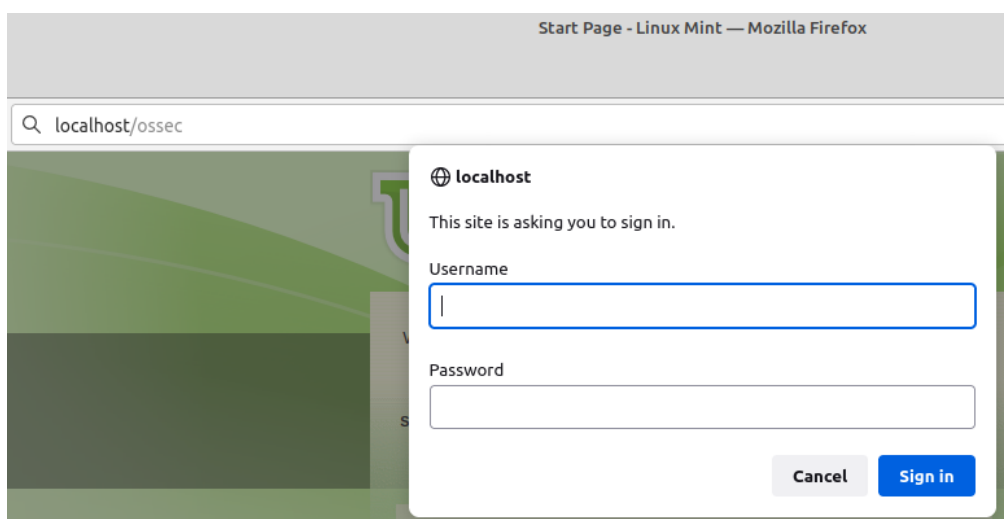 Start Page - Linux Mint — Mozilla Firefox
localhost/ossec
localhost
This site is asking you to sign in.
Username
Password
Cancel Sign in